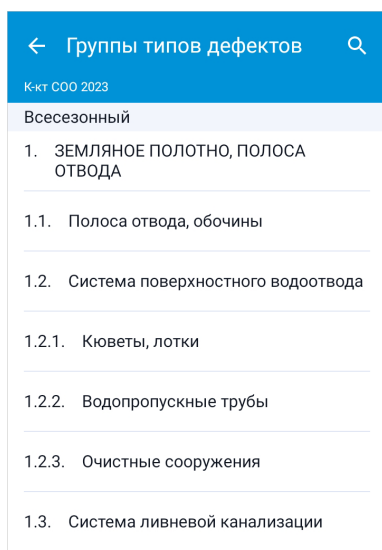 Группы типов дефектов
К-кт СОО 2023
Всесезонный
1. ЗЕМЛЯНОЕ ПОЛОТНО, ПОЛОСА
ОТВОДА
1.1. Полоса отвода, обочины
1.2. Система поверхностного водоотвода
1.2.1. Кюветы, лотки
1.2.2. Водопропускные трубы
1.2.3. Очистные сооружения
1.3. Система ливневой канализации